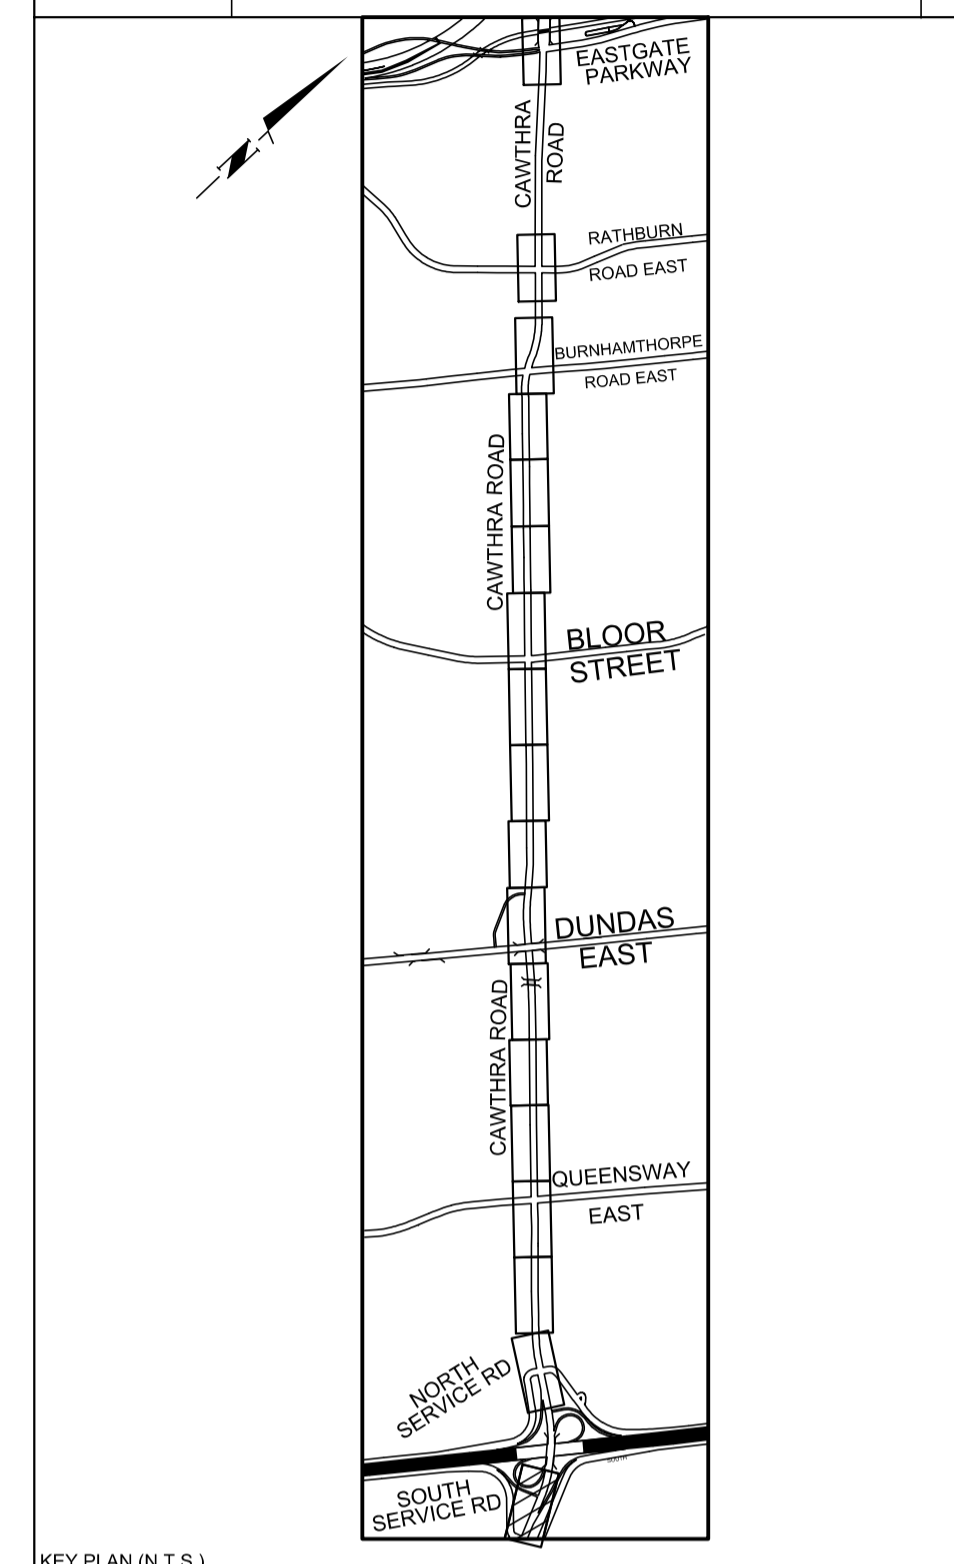 EASTGATE
PARKWAY
N
CAWTHRA
ROAD
RATHBURN
ROAD EAST
BURNHAMTHORPE
ROAD EAST
CAWTHRA ROAD
BLOOR
STREET
DUNDAS
EAST
CAWTHRA ROAD
QUEENSWAY
EAST
NORTH
SERVICE RD
SOUTH
SERVICE RD
KEY PLAN (N.T.S.)